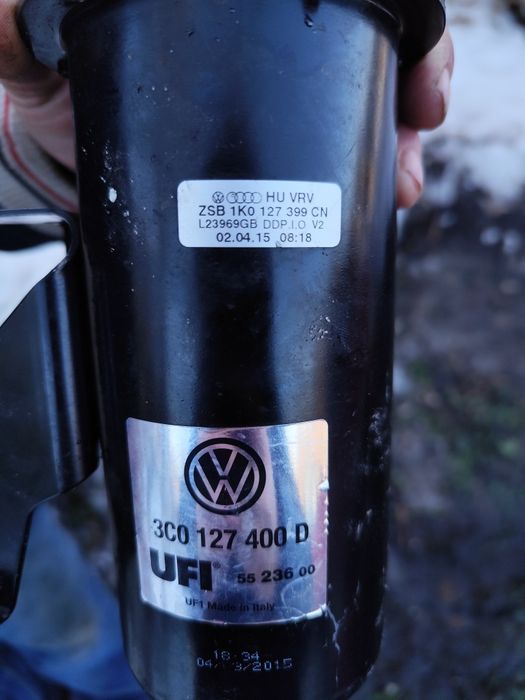 HU VRV
ZSB 1K0 127 399 CN
L23969GB DDP.I.O V2
02.04.15 08:18
VW
3C0 127 400 D
UFI 55 236 00
UFI Made in Italy
18 34